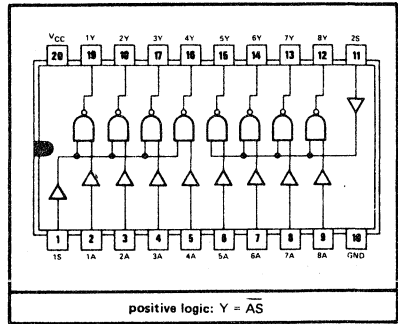 VCC 1Y 2Y 3Y 4Y 5Y 6Y 7Y 8Y 2S
20 19 18 17 16 15 14 13 12 11
1 2 3 4 5 6 7 8 9 10
1S 1A 2A 3A 4A 5A 6A 7A 8A GND
positive logic: Y = A̅S̅